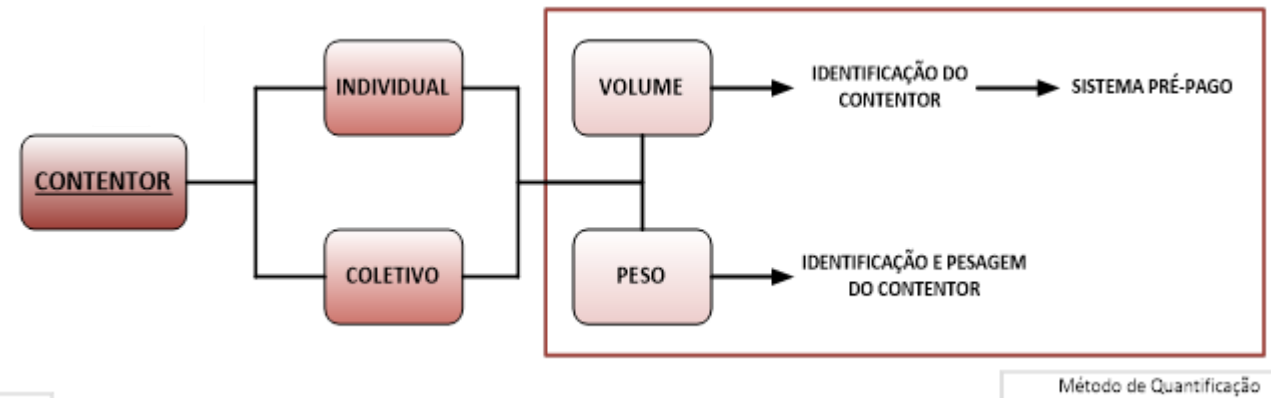 CONTENTOR
INDIVIDUAL
COLETIVO
VOLUME
IDENTIFICAÇÃO DO
CONTENTOR
SISTEMA PRÉ-PAGO
PESO
IDENTIFICAÇÃO E PESAGEM
DO CONTENTOR
Método de Quantificação